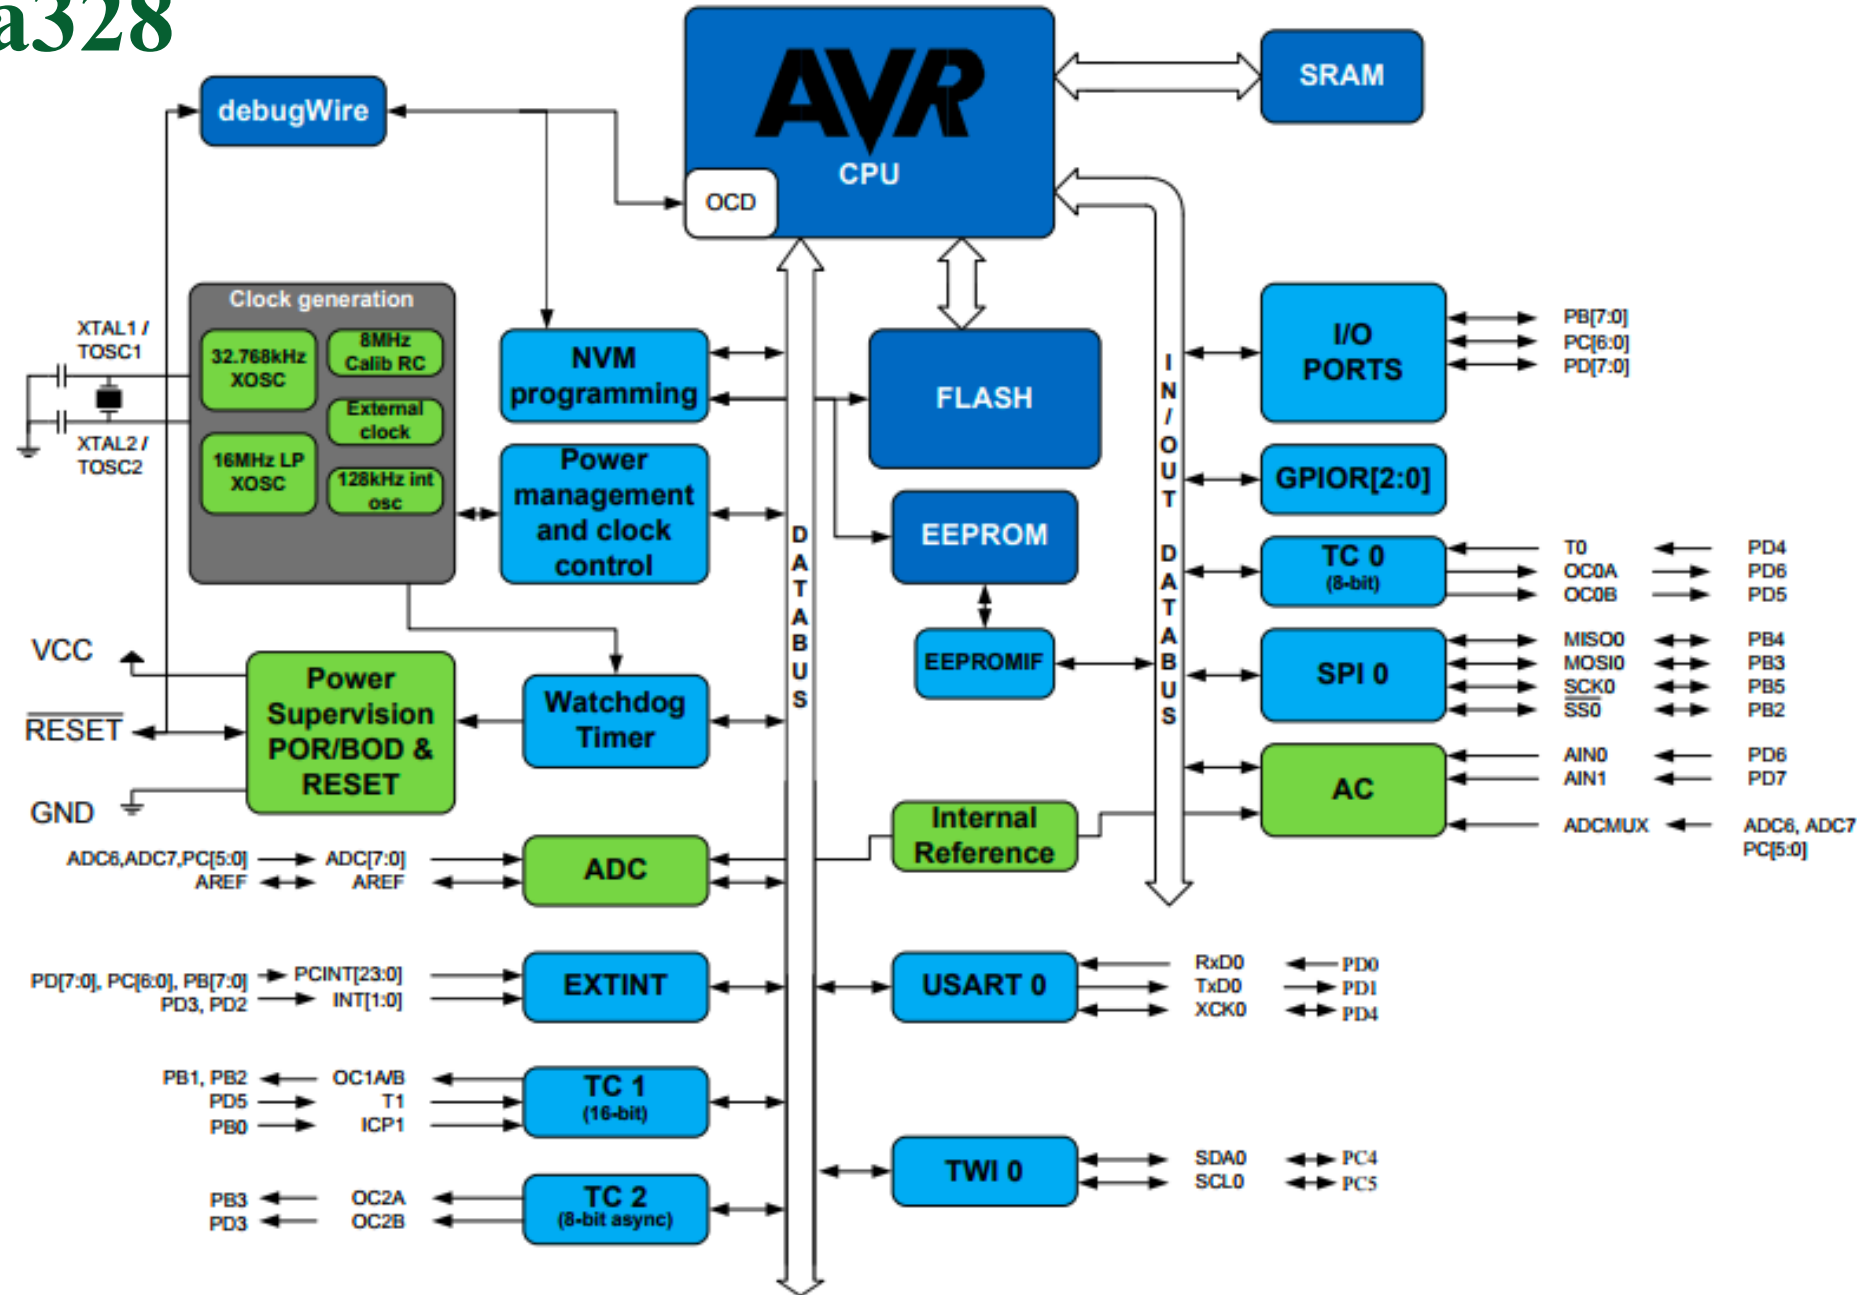 a328
AVR
CPU
OCD
SRAM
debugWire
Clock generation
32.768kHz
XOSC
8MHz
Calib RC
External
clock
16MHz LP
XOSC
128kHz int
osc
XTAL1 /
TOSC1
XTAL2 /
TOSC2
NVM
programming
Power
management
and clock
control
FLASH
EEPROM
EEPROMIF
DATABUS
IN/OUT DATABUS
I/O
PORTS
PB[7:0]
PC[6:0]
PD[7:0]
GPIOR[2:0]
TC 0
(8-bit)
T0 PD4
OC0A PD6
OC0B PD5
SPI 0
MISO0 PB4
MOSI0 PB3
SCK0 PB5
SS0 PB2
AC
AIN0 PD6
AIN1 PD7
ADCMUX ADC6, ADC7
PC[5:0]
VCC
RESET
GND
Power
Supervision
POR/BOD &
RESET
Watchdog
Timer
Internal
Reference
ADC6,ADC7,PC[5:0] ADC[7:0]
AREF AREF
ADC
PD[7:0], PC[6:0], PB[7:0] PCINT[23:0]
PD3, PD2 INT[1:0]
EXTINT
USART 0
RxD0 PD0
TxD0 PD1
XCK0 PD4
PB1, PB2 OC1A/B
PD5 T1
PB0 ICP1
TC 1
(16-bit)
TWI 0
SDA0 PC4
SCL0 PC5
PB3 OC2A
PD3 OC2B
TC 2
(8-bit async)